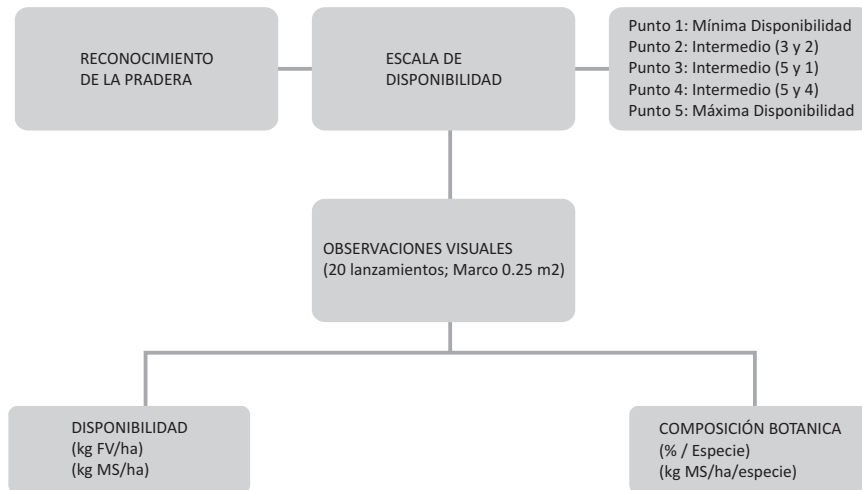 RECONOCIMIENTO
DE LA PRADERA
ESCALA DE
DISPONIBILIDAD
Punto 1: Mínima Disponibilidad
Punto 2: Intermedio (3 y 2)
Punto 3: Intermedio (5 y 1)
Punto 4: Intermedio (5 y 4)
Punto 5: Máxima Disponibilidad
OBSERVACIONES VISUALES
(20 lanzamientos; Marco 0.25 m2)
DISPONIBILIDAD
(kg FV/ha)
(kg MS/ha)
COMPOSICIÓN BOTANICA
(% / Especie)
(kg MS/ha/especie)